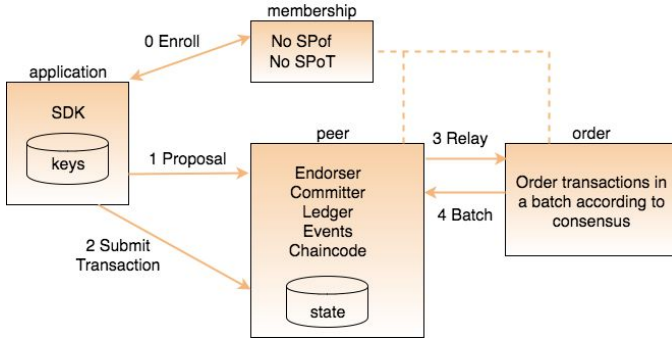 membership
0 Enroll
No SPof
No SPoT
application
SDK
keys
1 Proposal
2 Submit
Transaction
peer
Endorser
Committer
Ledger
Events
Chaincode
state
3 Relay
4 Batch
order
Order transactions in
a batch according to
consensus